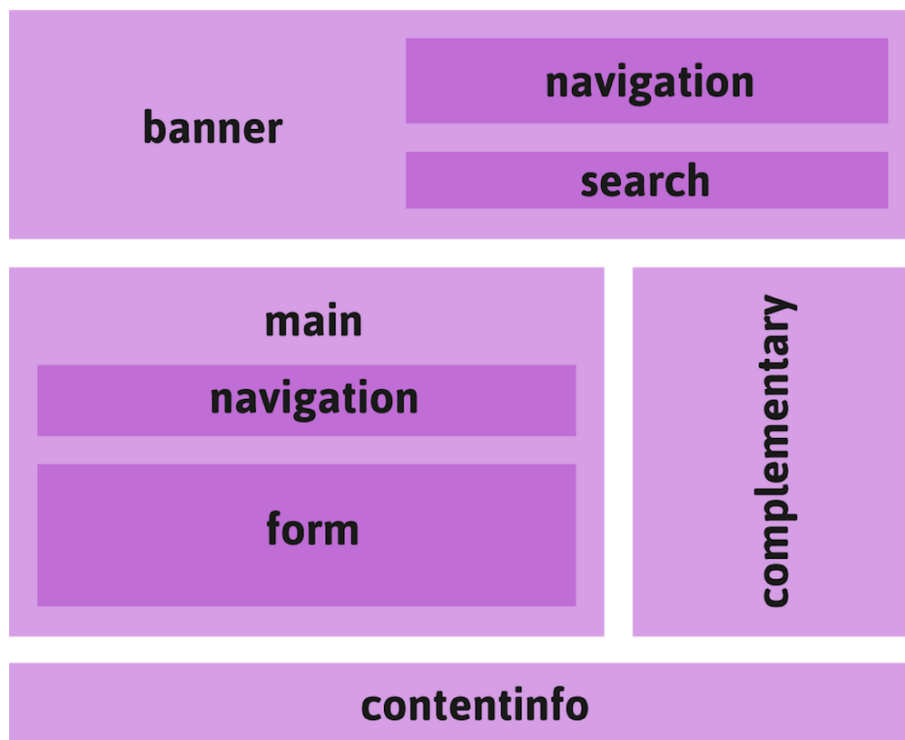 banner
navigation
search
main
navigation
form
complementary
contentinfo